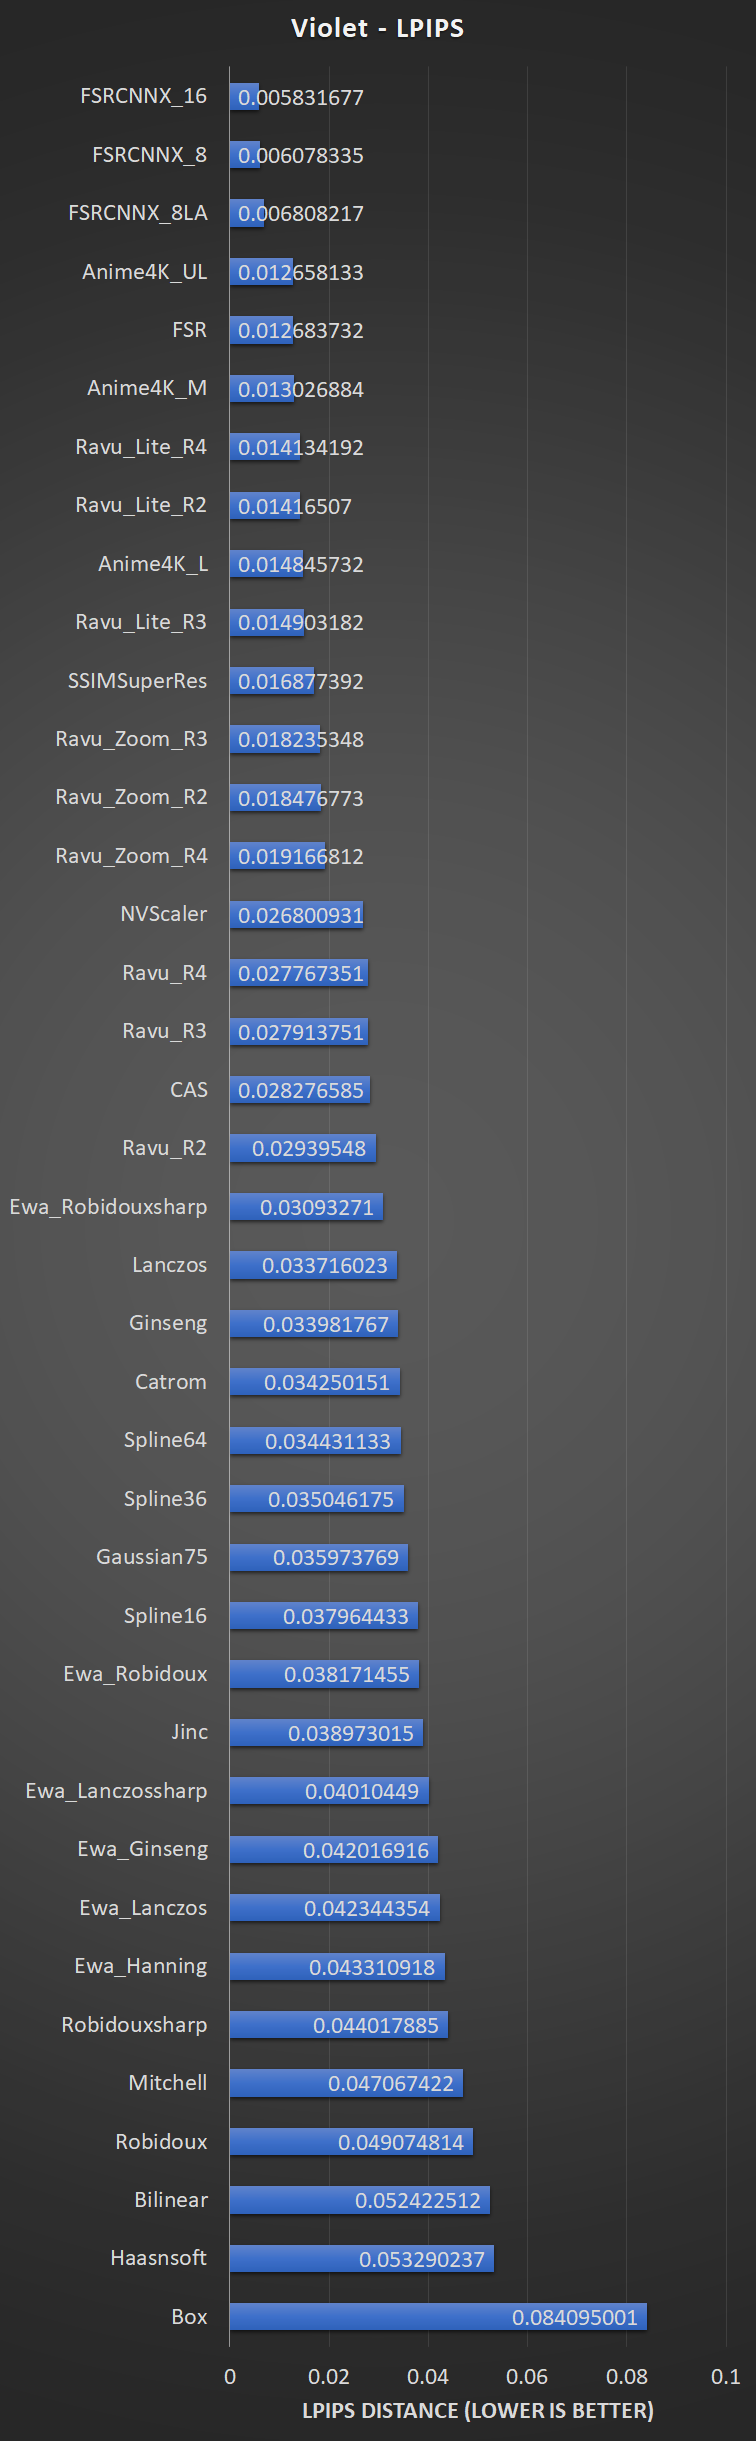 Violet - LPIPS
FSRCNNX_16 0.005831677
FSRCNNX_8 0.006078335
FSRCNNX_8LA 0.006808217
Anime4K_UL 0.012658133
FSR 0.012683732
Anime4K_M 0.013026884
Ravu_Lite_R4 0.014134192
Ravu_Lite_R2 0.01416507
Anime4K_L 0.014845732
Ravu_Lite_R3 0.014903182
SSIMSuperRes 0.016877392
Ravu_Zoom_R3 0.018235348
Ravu_Zoom_R2 0.018476773
Ravu_Zoom_R4 0.019166812
NVScaler 0.026800931
Ravu_R4 0.027767351
Ravu_R3 0.027913751
CAS 0.028276585
Ravu_R2 0.02939548
Ewa_Robidouxsharp 0.03093271
Lanczos 0.033716023
Ginseng 0.033981767
Catrom 0.034250151
Spline64 0.034431133
Spline36 0.035046175
Gaussian75 0.035973769
Spline16 0.037964433
Ewa_Robidoux 0.038171455
Jinc 0.038973015
Ewa_Lanczossharp 0.04010449
Ewa_Ginseng 0.042016916
Ewa_Lanczos 0.042344354
Ewa_Hanning 0.043310918
Robidouxsharp 0.044017885
Mitchell 0.047067422
Robidoux 0.049074814
Bilinear 0.052422512
Haasnsoft 0.053290237
Box 0.084095001
0 0.02 0.04 0.06 0.08 0.1
LPIPS DISTANCE (LOWER IS BETTER)